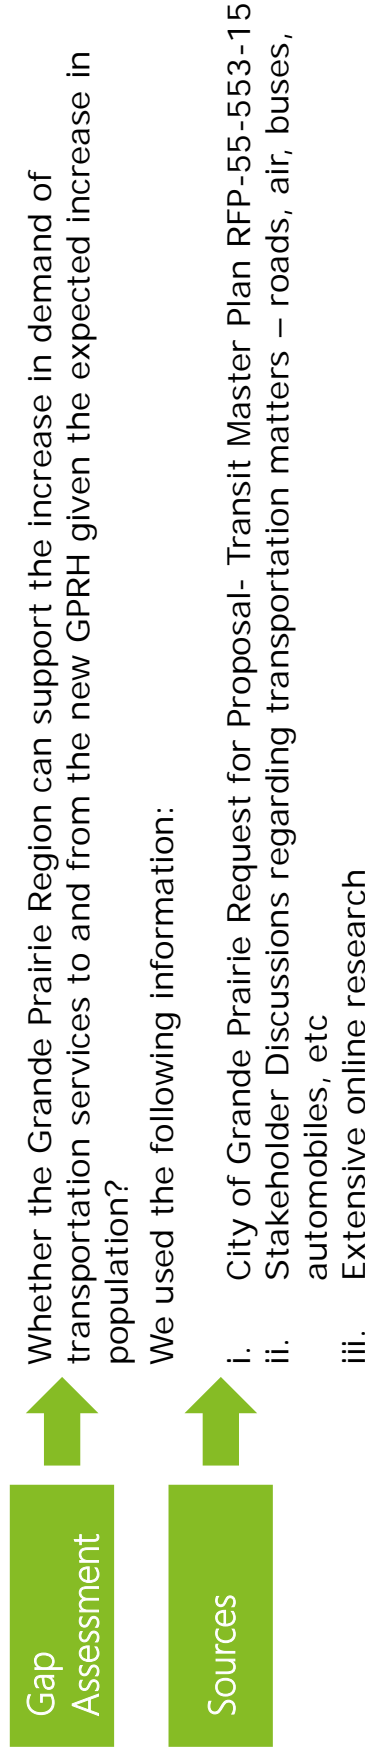 Gap
Assessment
Whether the Grande Prairie Region can support the increase in demand of
transportation services to and from the new GPRH given the expected increase in
population?
Sources
We used the following information:
i. City of Grande Prairie Request for Proposal- Transit Master Plan RFP-55-553-15
ii. Stakeholder Discussions regarding transportation matters – roads, air, buses,
automobiles, etc
iii. Extensive online research